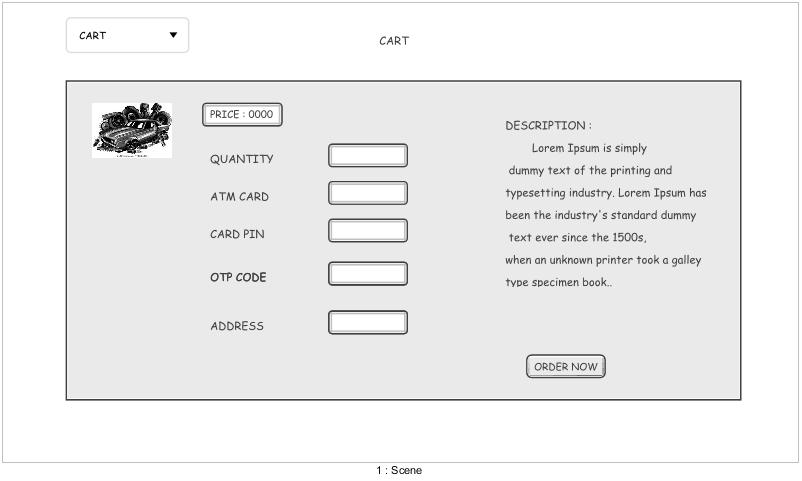 CART
CART
PRICE : 0000
QUANTITY
ATM CARD
CARD PIN
OTP CODE
ADDRESS
DESCRIPTION :
Lorem Ipsum is simply
dummy text of the printing and
typesetting industry. Lorem Ipsum has
been the industry's standard dummy
text ever since the 1500s,
when an unknown printer took a galley
type specimen book..
ORDER NOW
1 : Scene